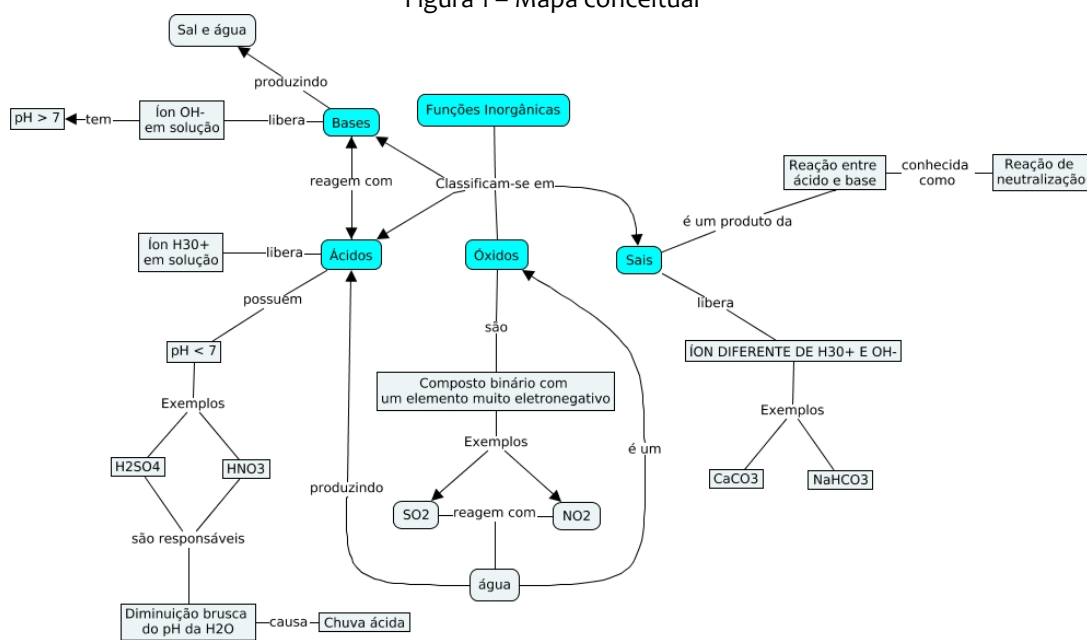 Figura 1 – Mapa conceitual
Sal e água
produzindo
Funções Inorgânicas
pH > 7
tem
Íon OH-
em solução
libera
Bases
reagem com
Classificam-se em
Reação entre
ácido e base
conhecida
como
Reação de
neutralização
é um produto da
Íon H30+
em solução
libera
Ácidos
Óxidos
Sais
possuem
são
libera
pH < 7
ÍON DIFERENTE DE H30+ E OH-
Composto binário com
um elemento muito eletronegativo
Exemplos
Exemplos
Exemplos
H2SO4
HNO3
é um
CaCO3
NaHCO3
produzindo
SO2
reagem com
NO2
são responsáveis
água
Diminuição brusca
do pH da H2O
causa
Chuva ácida